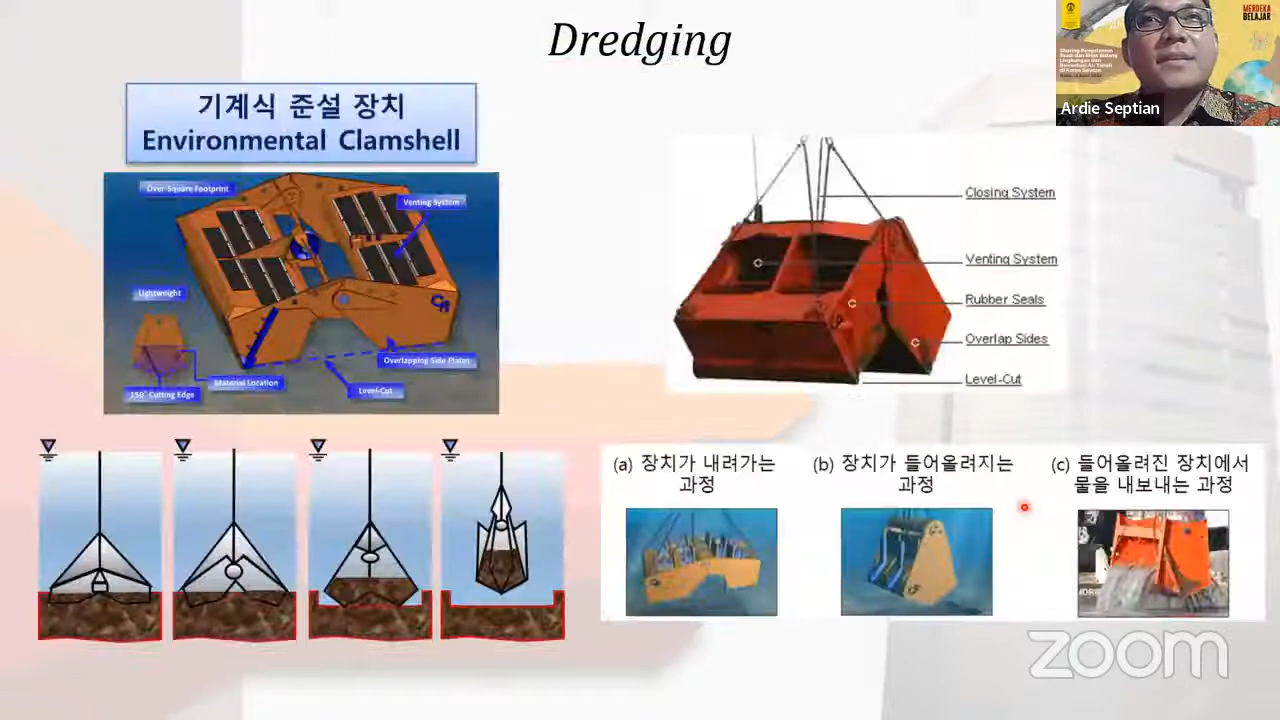 Dredging
MERDEKA
BELAJAR
Ardie Septian
기계식 준설 장치
Environmental Clamshell
Over-Square Footprint
Venting System
Lightweight
Overlapping Side Plates
Material Location
Level-Cut
150° Cutting Edge
Closing System
Venting System
Rubber Seals
Overlap Sides
Level-Cut
(a) 장치가 내려가는
과정
(b) 장치가 들어올려지는
과정
(c) 들어올려진 장치에서
물을 내보내는 과정
zoom